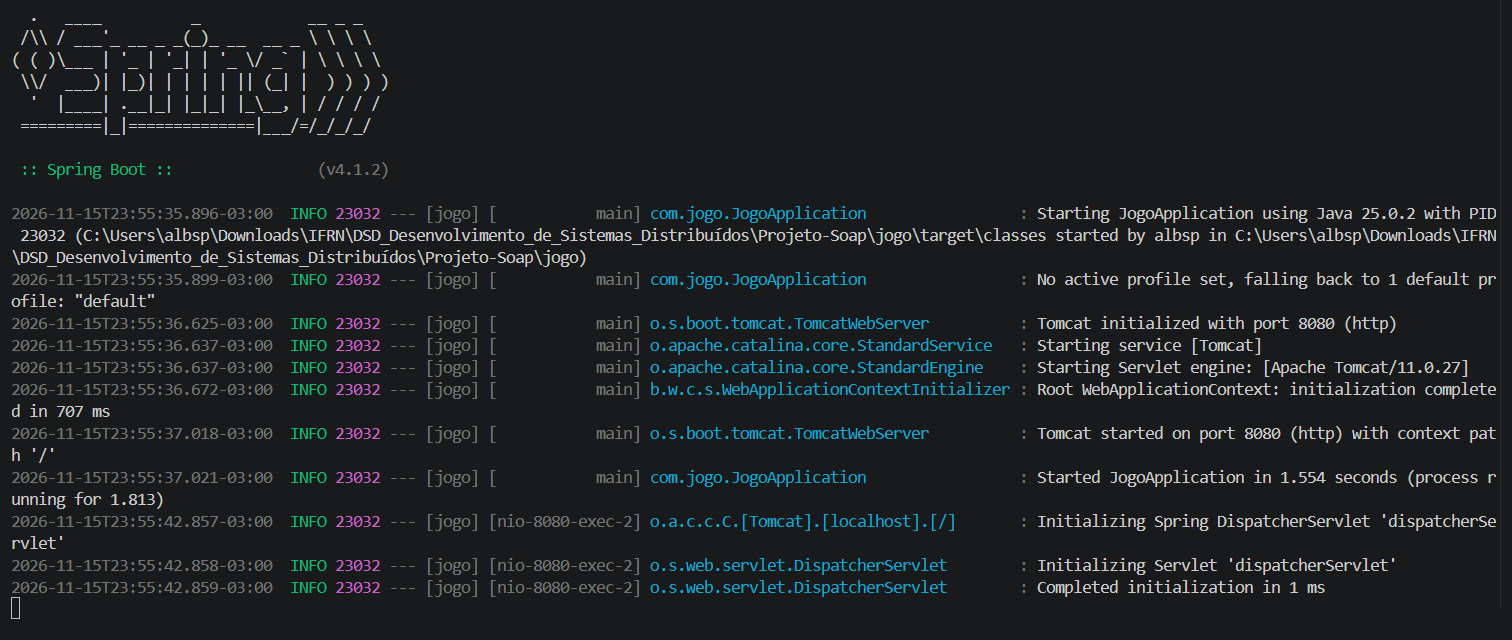 .   ____          _            __ _ _
 /\\ / ___'_ __ _ _(_)_ __  __ _ \ \ \ \
( ( )\___ | '_ | '_| | '_ \/ _` | \ \ \ \
 \\/  ___)| |_)| | | | | || (_| |  ) ) ) )
  '  |____| .__|_| |_|_| |_\__, | / / / /
 =========|_|==============|___/=/_/_/_/

 :: Spring Boot ::                (v4.1.2)

2026-11-15T23:55:35.896-03:00  INFO 23032 --- [jogo] [           main] com.jogo.JogoApplication                 : Starting JogoApplication using Java 25.0.2 with PID
 23032 (C:\Users\albsp\Downloads\IFRN\DSD_Desenvolvimento_de_Sistemas_Distribuídos\Projeto-Soap\jogo\target\classes started by albsp in C:\Users\albsp\Downloads\IFRN
\DSD_Desenvolvimento_de_Sistemas_Distribuídos\Projeto-Soap\jogo)
2026-11-15T23:55:35.899-03:00  INFO 23032 --- [jogo] [           main] com.jogo.JogoApplication                 : No active profile set, falling back to 1 default pr
ofile: "default"
2026-11-15T23:55:36.625-03:00  INFO 23032 --- [jogo] [           main] o.s.boot.tomcat.TomcatWebServer          : Tomcat initialized with port 8080 (http)
2026-11-15T23:55:36.637-03:00  INFO 23032 --- [jogo] [           main] o.apache.catalina.core.StandardService   : Starting service [Tomcat]
2026-11-15T23:55:36.637-03:00  INFO 23032 --- [jogo] [           main] o.apache.catalina.core.StandardEngine    : Starting Servlet engine: [Apache Tomcat/11.0.27]
2026-11-15T23:55:36.672-03:00  INFO 23032 --- [jogo] [           main] b.w.c.s.WebApplicationContextInitializer : Root WebApplicationContext: initialization complete
d in 707 ms
2026-11-15T23:55:37.018-03:00  INFO 23032 --- [jogo] [           main] o.s.boot.tomcat.TomcatWebServer          : Tomcat started on port 8080 (http) with context pat
h '/'
2026-11-15T23:55:37.021-03:00  INFO 23032 --- [jogo] [           main] com.jogo.JogoApplication                 : Started JogoApplication in 1.554 seconds (process r
unning for 1.813)
2026-11-15T23:55:42.857-03:00  INFO 23032 --- [jogo] [nio-8080-exec-2] o.a.c.c.C.[Tomcat].[localhost].[/]       : Initializing Spring DispatcherServlet 'dispatcherSe
rvlet'
2026-11-15T23:55:42.858-03:00  INFO 23032 --- [jogo] [nio-8080-exec-2] o.s.web.servlet.DispatcherServlet        : Initializing Servlet 'dispatcherServlet'
2026-11-15T23:55:42.859-03:00  INFO 23032 --- [jogo] [nio-8080-exec-2] o.s.web.servlet.DispatcherServlet        : Completed initialization in 1 ms